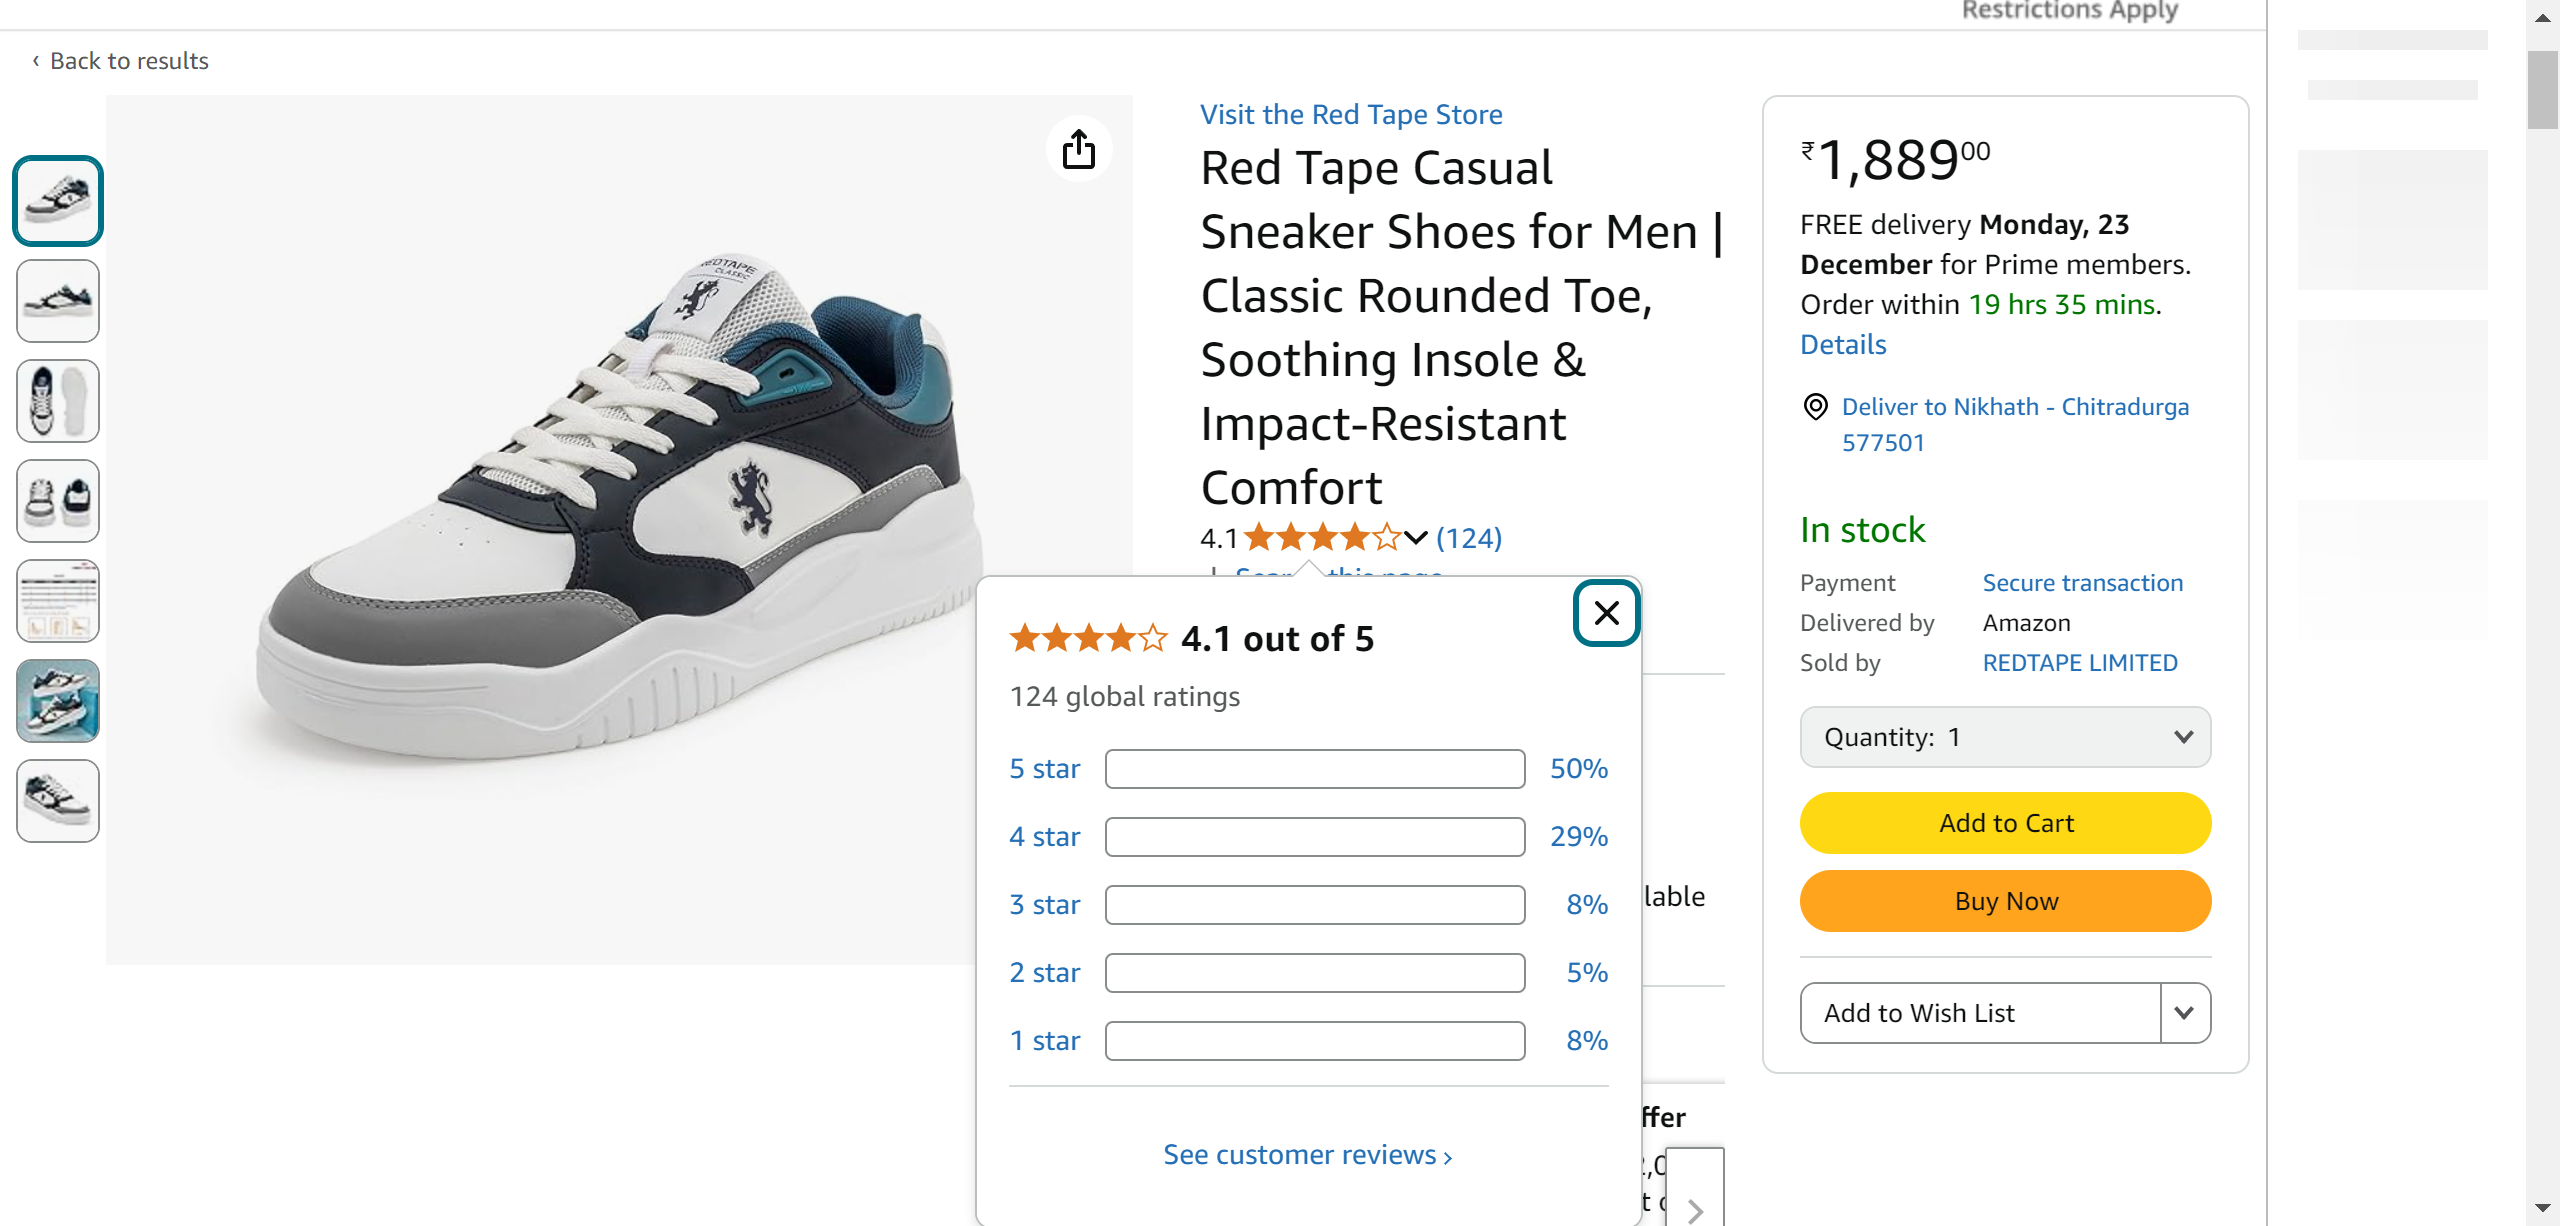 Restrictions Apply
‹ Back to results
REDTAPE
CLASSIC
Visit the Red Tape Store
Red Tape Casual
Sneaker Shoes for Men |
Classic Rounded Toe,
Soothing Insole &
Impact-Resistant
Comfort
4.1 (124)
| Search this page
4.1 out of 5
124 global ratings
5 star 50%
4 star 29%
3 star 8%
2 star 5%
1 star 8%
See customer reviews ›
lable
ffer
t
₹1,88900
FREE delivery Monday, 23
December for Prime members.
Order within 19 hrs 35 mins.
Details
Deliver to Nikhath - Chitradurga
577501
In stock
Payment Secure transaction
Delivered by Amazon
Sold by REDTAPE LIMITED
Quantity: 1
Add to Cart
Buy Now
Add to Wish List